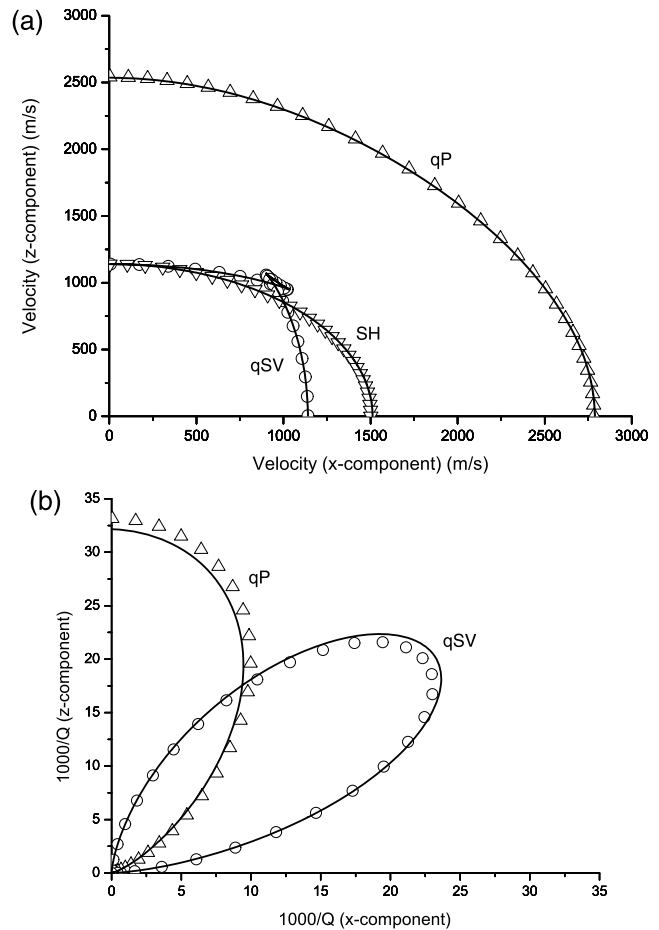 (a)
3000
2500
2000
1500
1000
500
0
Velocity (z-component) (m/s)
qP
SH
qSV
0 500 1000 1500 2000 2500 3000
Velocity (x-component) (m/s)
(b)
35
30
25
20
15
10
5
0
1000/Q (z-component)
qP
qSV
0 5 10 15 20 25 30 35
1000/Q (x-component)